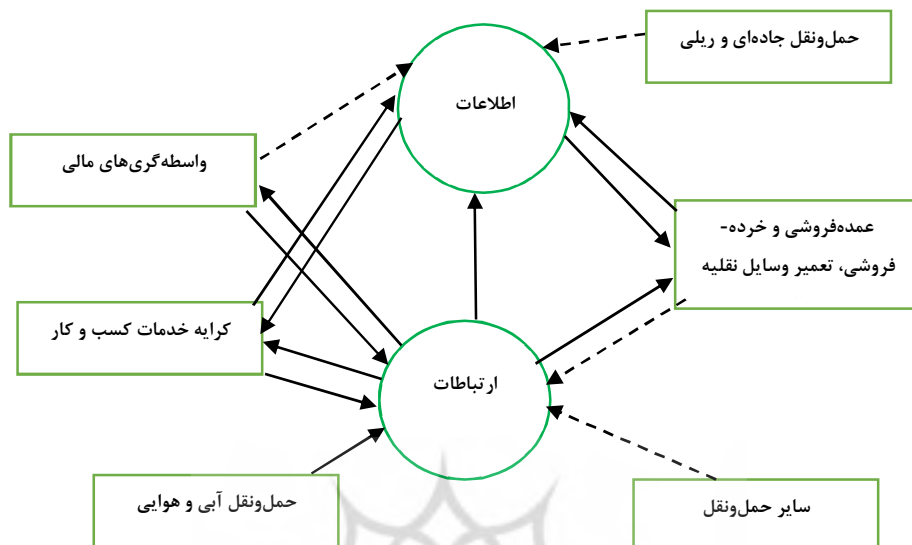 حمل‌ونقل جاده‌ای و ریلی
اطلاعات
واسطه‌گری‌های مالی
عمده‌فروشی و خرده-
فروشی، تعمیر وسایل نقلیه
کرایه خدمات کسب و کار
ارتباطات
حمل‌ونقل آبی و هوایی
سایر حمل‌ونقل